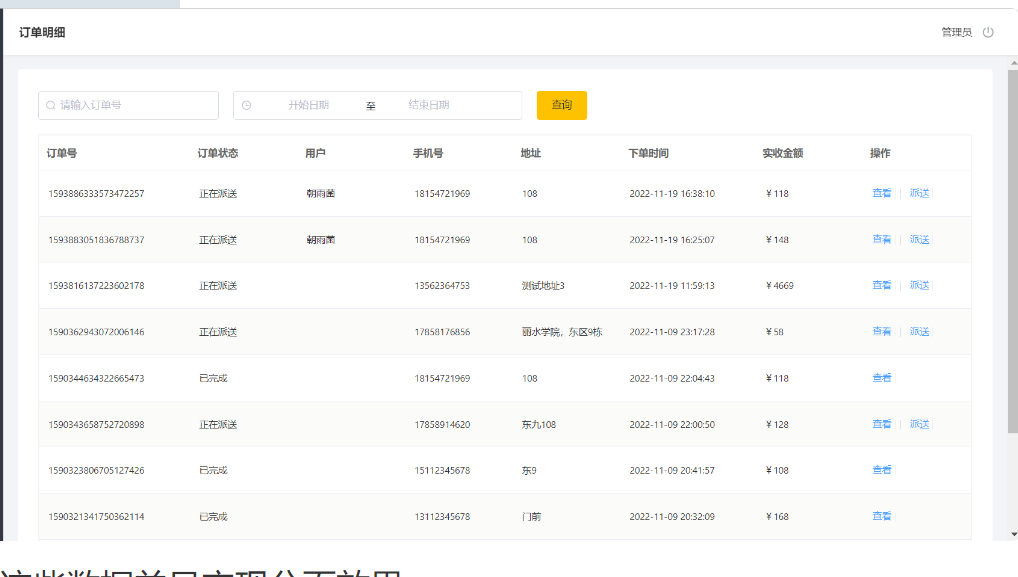 订单明细 管理员
请输入订单号 开始日期 至 结束日期 查询
订单号 订单状态 用户 手机号 地址 下单时间 实收金额 操作
1593886333573472257 正在派送 朝雨菌 18154721969 108 2022-11-19 16:38:10 ¥ 118 查看 派送
1593883051836788737 正在派送 朝雨菌 18154721969 108 2022-11-19 16:25:07 ¥ 148 查看 派送
1593816137223602178 正在派送 13562364753 测试地址3 2022-11-19 11:59:13 ¥ 4669 查看 派送
1590362943072006146 正在派送 17858176856 丽水学院，东区9栋 2022-11-09 23:17:28 ¥ 58 查看 派送
1590344634322665473 已完成 18154721969 108 2022-11-09 22:04:43 ¥ 118 查看
1590343658752720898 正在派送 17858914620 东九108 2022-11-09 22:00:50 ¥ 128 查看 派送
1590323806705127426 已完成 15112345678 东9 2022-11-09 20:41:57 ¥ 108 查看
1590321341750362114 已完成 13112345678 门前 2022-11-09 20:32:09 ¥ 168 查看